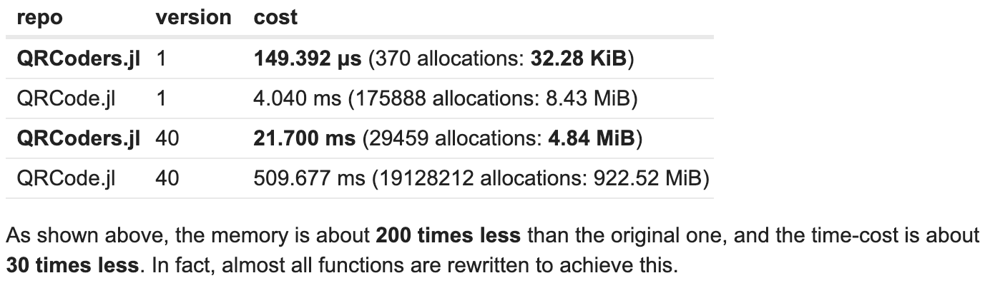 repo version cost
QRCoders.jl 1 149.392 µs (370 allocations: 32.28 KiB)
QRCode.jl 1 4.040 ms (175888 allocations: 8.43 MiB)
QRCoders.jl 40 21.700 ms (29459 allocations: 4.84 MiB)
QRCode.jl 40 509.677 ms (19128212 allocations: 922.52 MiB)
As shown above, the memory is about 200 times less than the original one, and the time-cost is about
30 times less. In fact, almost all functions are rewritten to achieve this.